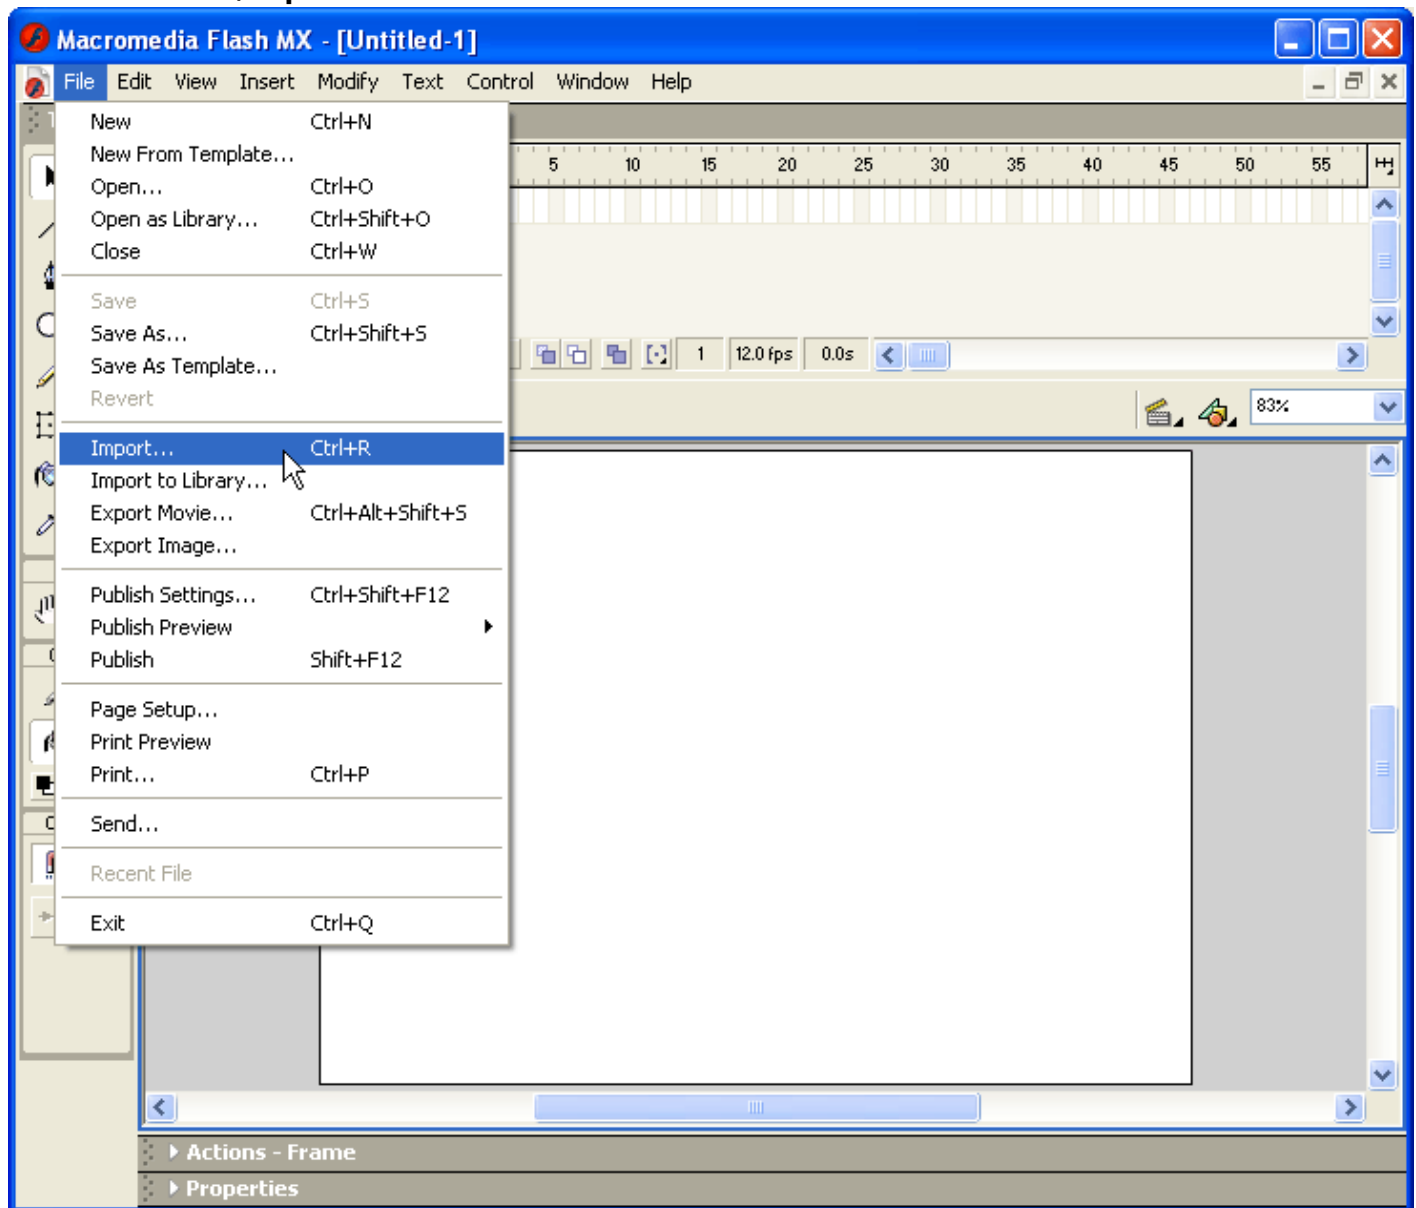 Macromedia Flash MX - [Untitled-1]
File Edit View Insert Modify Text Control Window Help
New Ctrl+N
New From Template...
Open... Ctrl+O
Open as Library... Ctrl+Shift+O
Close Ctrl+W
Save Ctrl+S
Save As... Ctrl+Shift+S
Save As Template...
Revert
Import... Ctrl+R
Import to Library...
Export Movie... Ctrl+Alt+Shift+S
Export Image...
Publish Settings... Ctrl+Shift+F12
Publish Preview
Publish Shift+F12
Page Setup...
Print Preview
Print... Ctrl+P
Send...
Recent File
Exit Ctrl+Q
5 10 15 20 25 30 35 40 45 50 55
1 12.0 fps 0.0s
83%
Actions - Frame
Properties